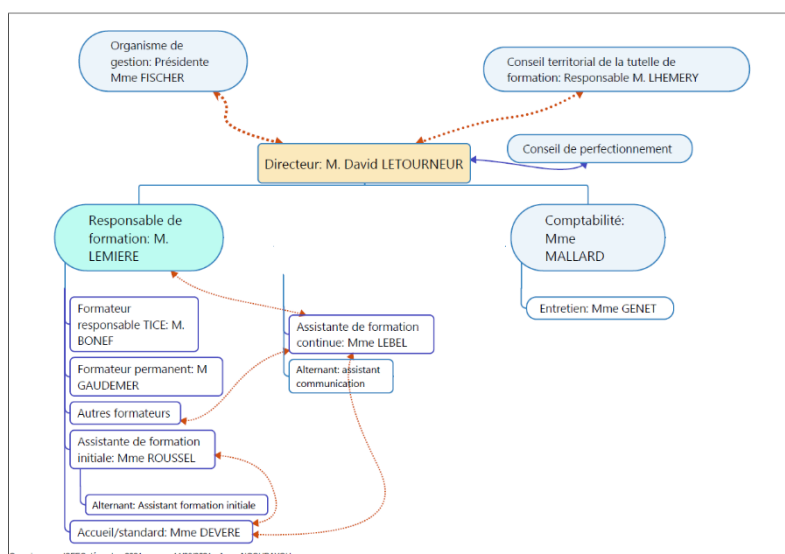 Organisme de
gestion: Présidente
Mme FISCHER
Conseil territorial de la tutelle de
formation: Responsable M. LHEMERY
Conseil de perfectionnement
Directeur: M. David LETOURNEUR
Responsable de
formation: M.
LEMIERE
Comptabilité:
Mme
MALLARD
Formateur
responsable TICE: M.
BONEF
Formateur permanent: M
GAUDEMER
Autres formateurs
Assistante de formation
initiale: Mme ROUSSEL
Alternant: Assistant formation initiale
Accueil/standard: Mme DEVERE
Assistante de formation
continue: Mme LEBEL
Alternant: assistant
communication
Entretien: Mme GENET